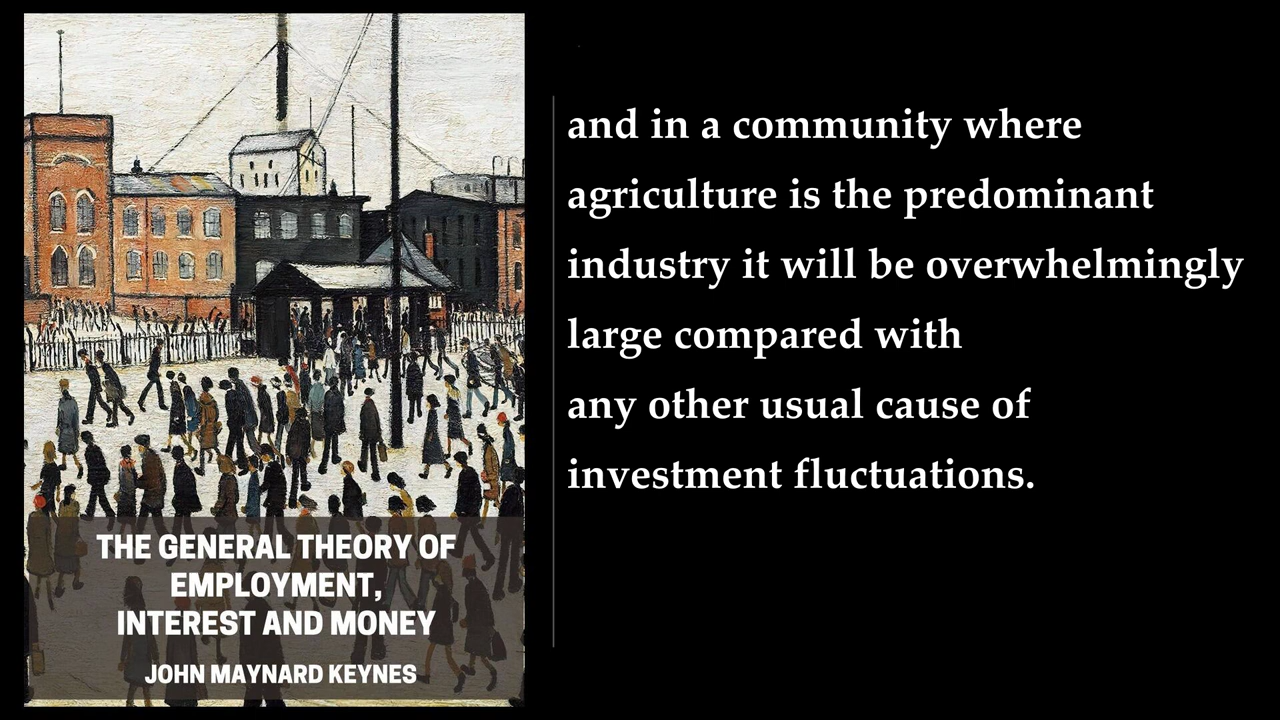 THE GENERAL THEORY OF
EMPLOYMENT,
INTEREST AND MONEY
JOHN MAYNARD KEYNES
and in a community where
agriculture is the predominant
industry it will be overwhelmingly
large compared with
any other usual cause of
investment fluctuations.